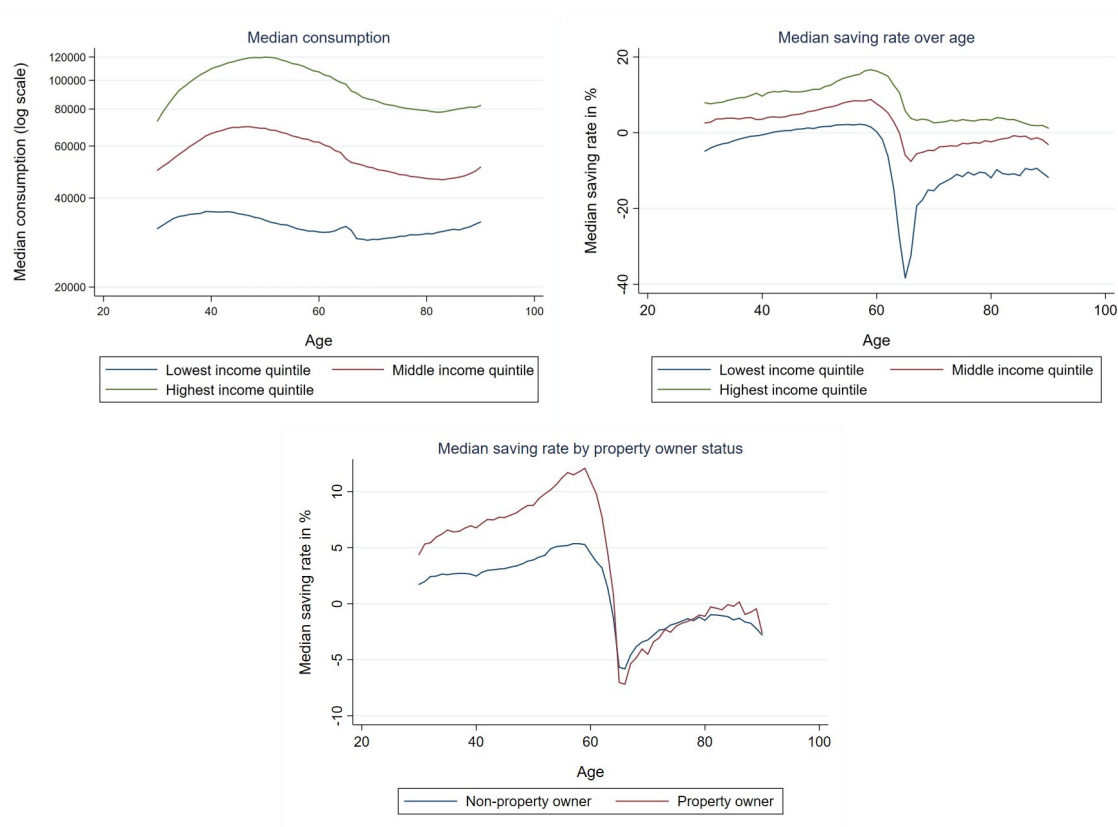 Median consumption
Median consumption (log scale)
120000
100000
80000
60000
40000
20000
20 40 60 80 100
Age
Lowest income quintile Middle income quintile
Highest income quintile
Median saving rate over age
Median saving rate in %
20
0
-20
-40
20 40 60 80 100
Age
Lowest income quintile Middle income quintile
Highest income quintile
Median saving rate by property owner status
Median saving rate in %
10
5
0
-5
-10
20 40 60 80 100
Age
Non-property owner Property owner